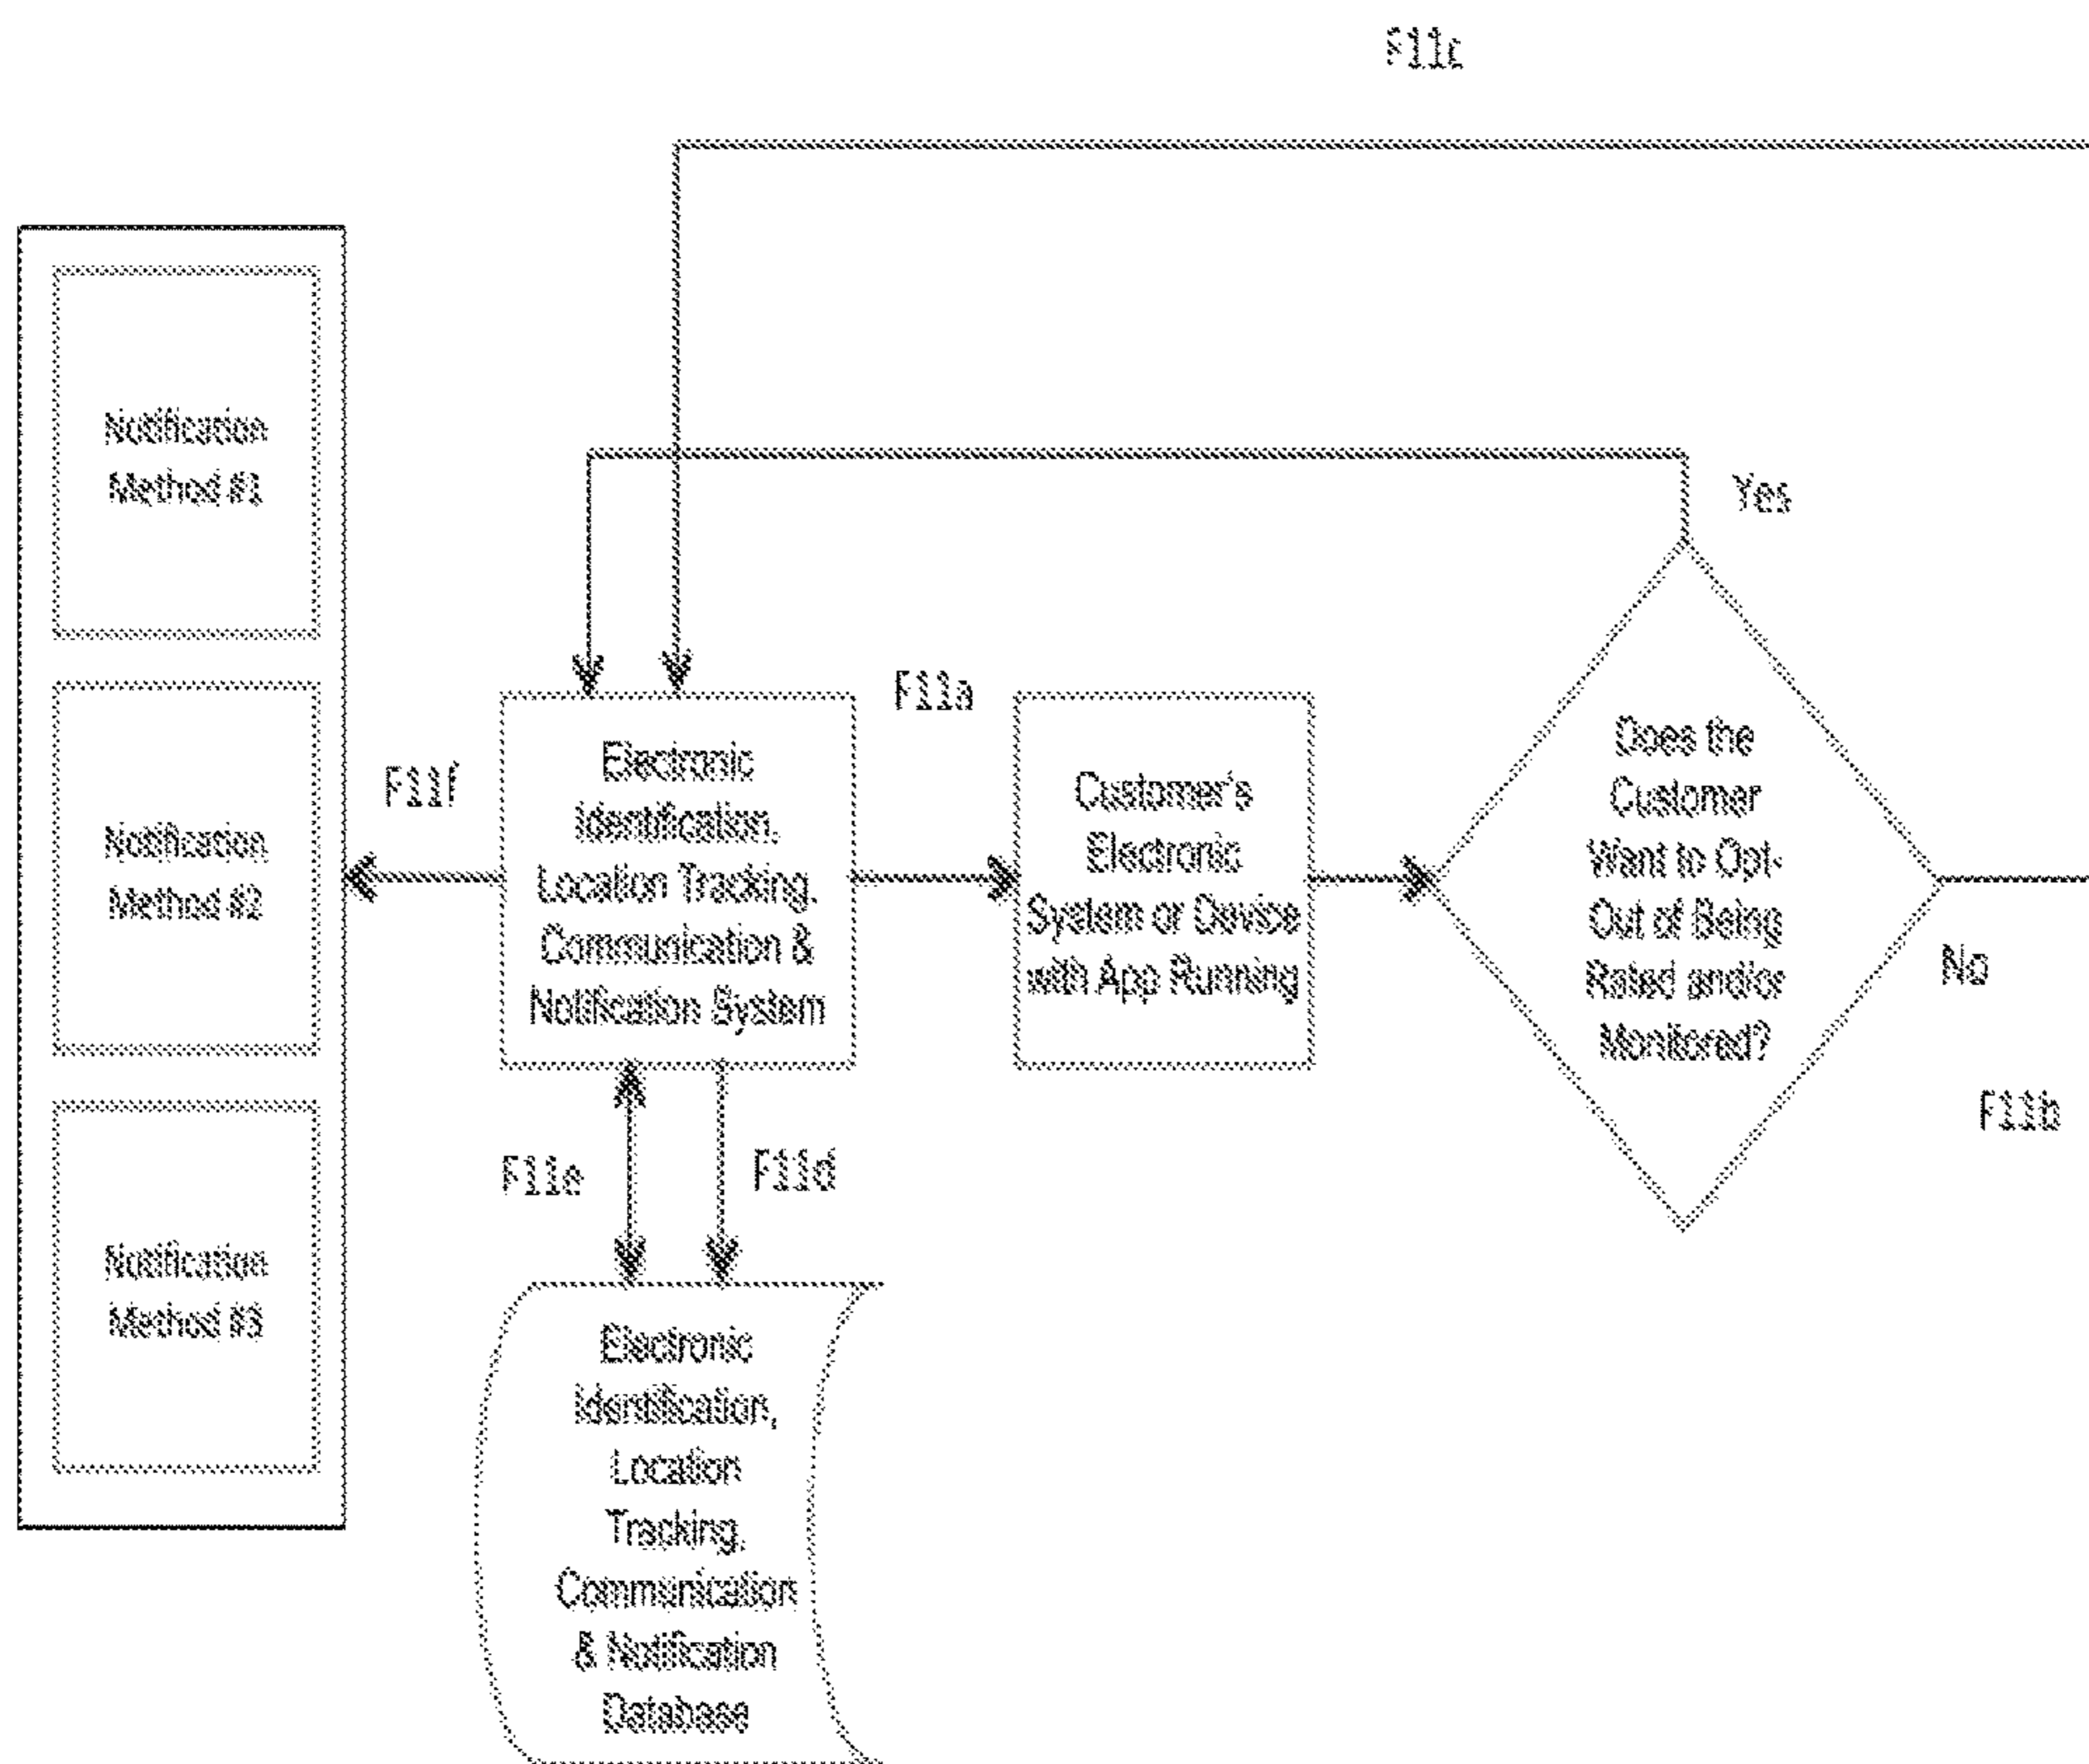 F11c
Notification
Method #1
Yes
F11a
Electronic
Identification,
Location Tracking,
Communication &
Notification System
F11f
Customer's
Electronic
System or Device
with App Running
Does the
Customer
Want to Opt-
Out of Being
Rated and/or
Monitored?
No
F11b
Notification
Method #2
F11e
F11d
Notification
Method #3
Electronic
Identification,
Location
Tracking,
Communication
& Notification
Database